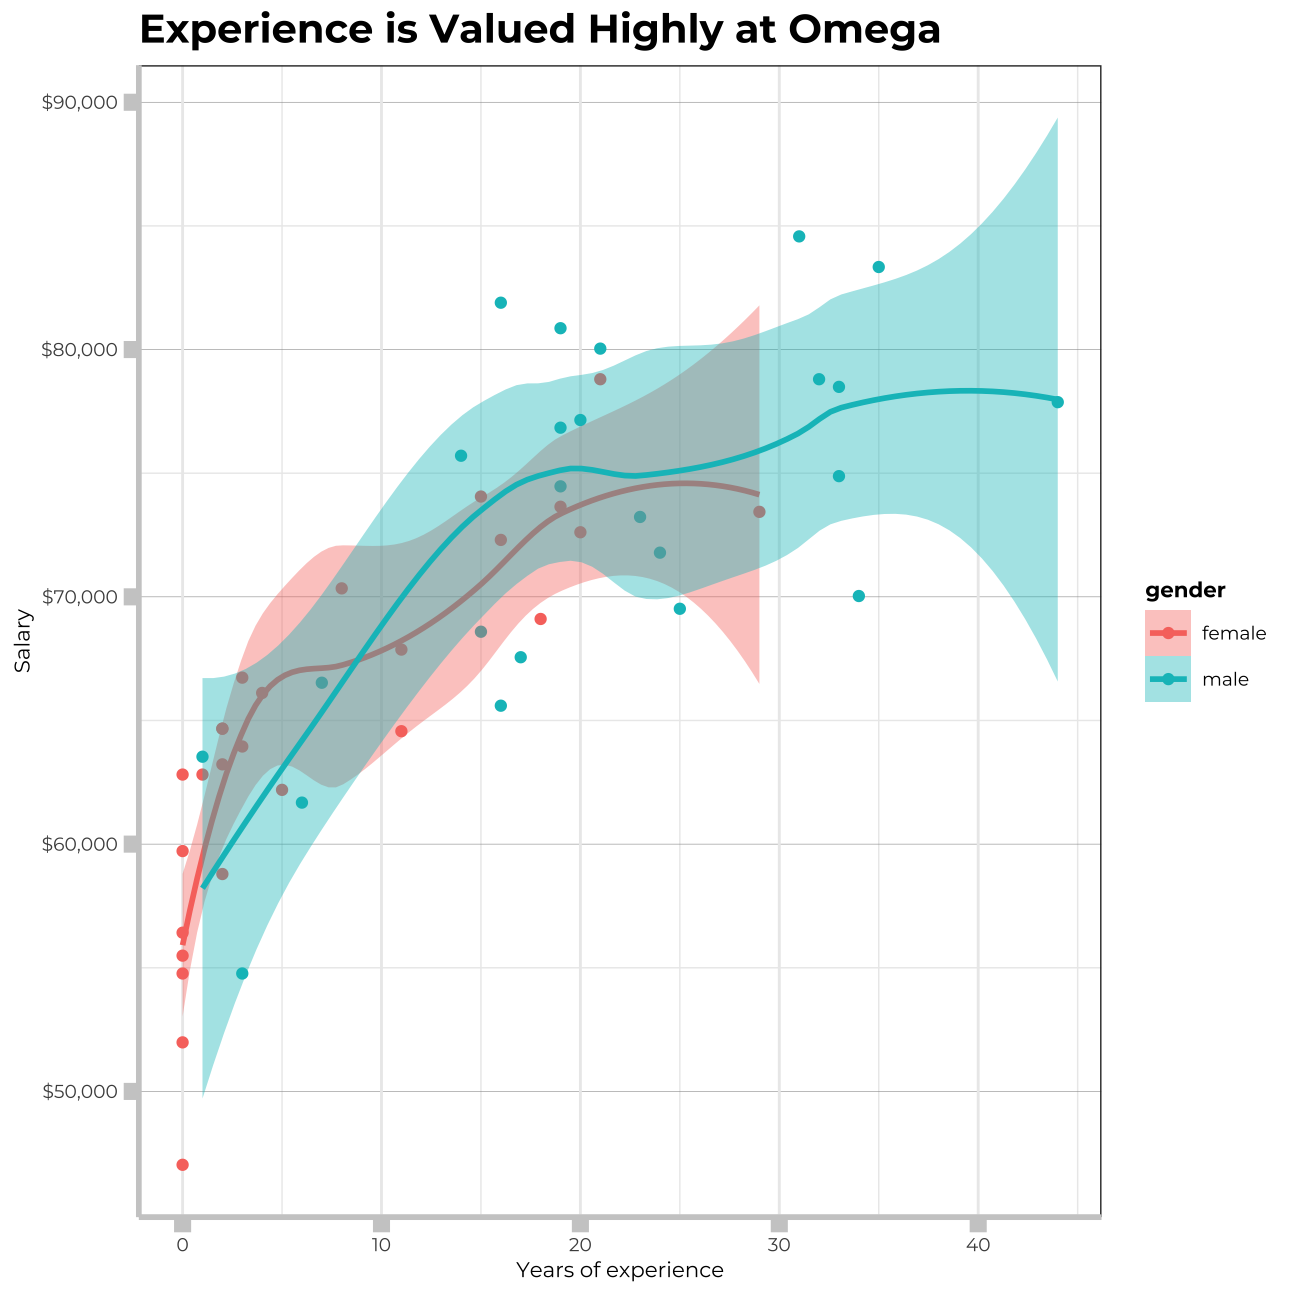 Experience is Valued Highly at Omega
$90,000
$80,000
$70,000
$60,000
$50,000
Salary
0 10 20 30 40
Years of experience
gender
female
male